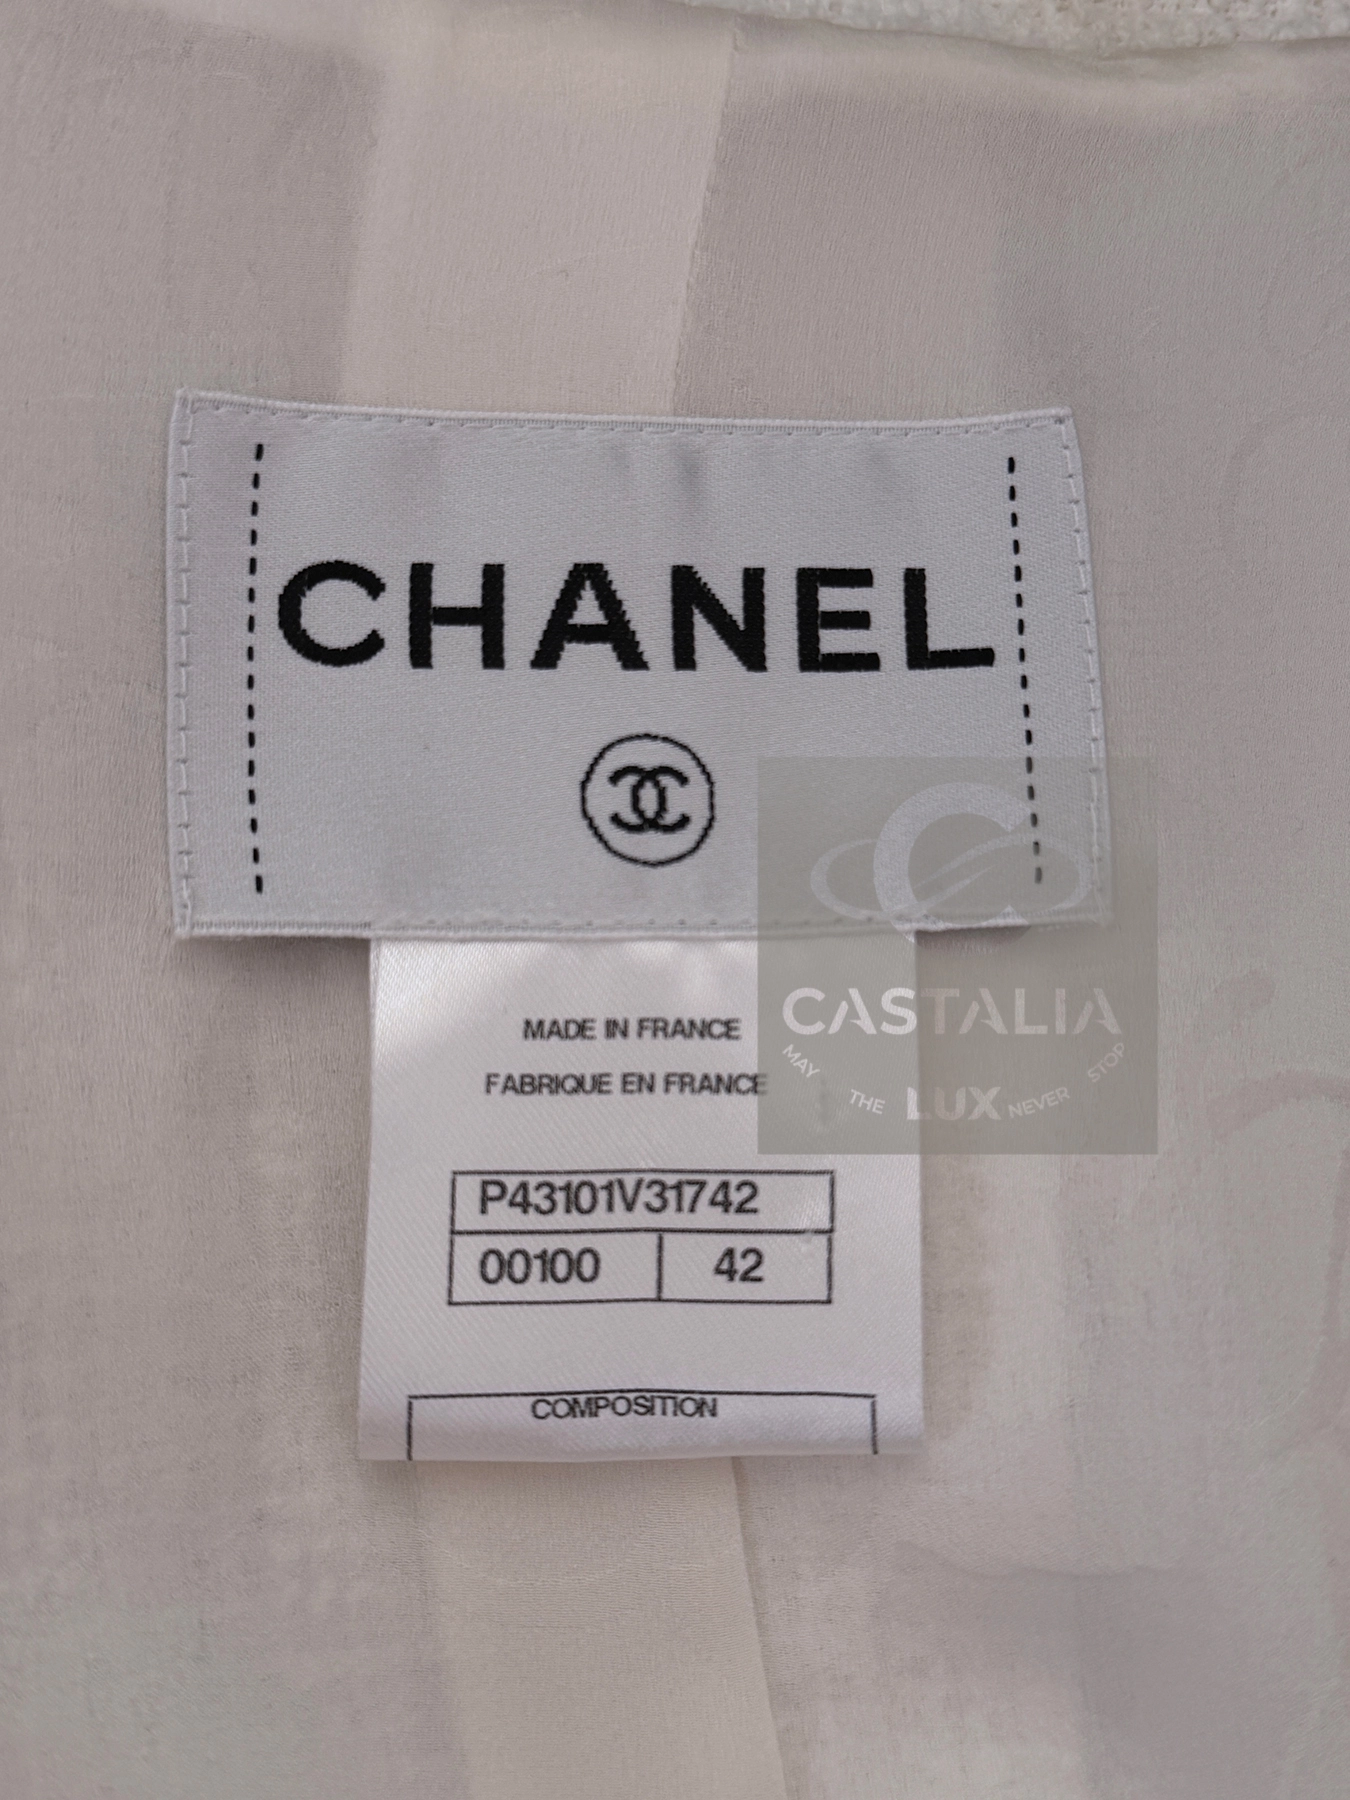 CHANEL
MADE IN FRANCE
FABRIQUE EN FRANCE
P43101V31742
00100 42
COMPOSITION
CASTALIA
MAY THE LUX NEVER STOP